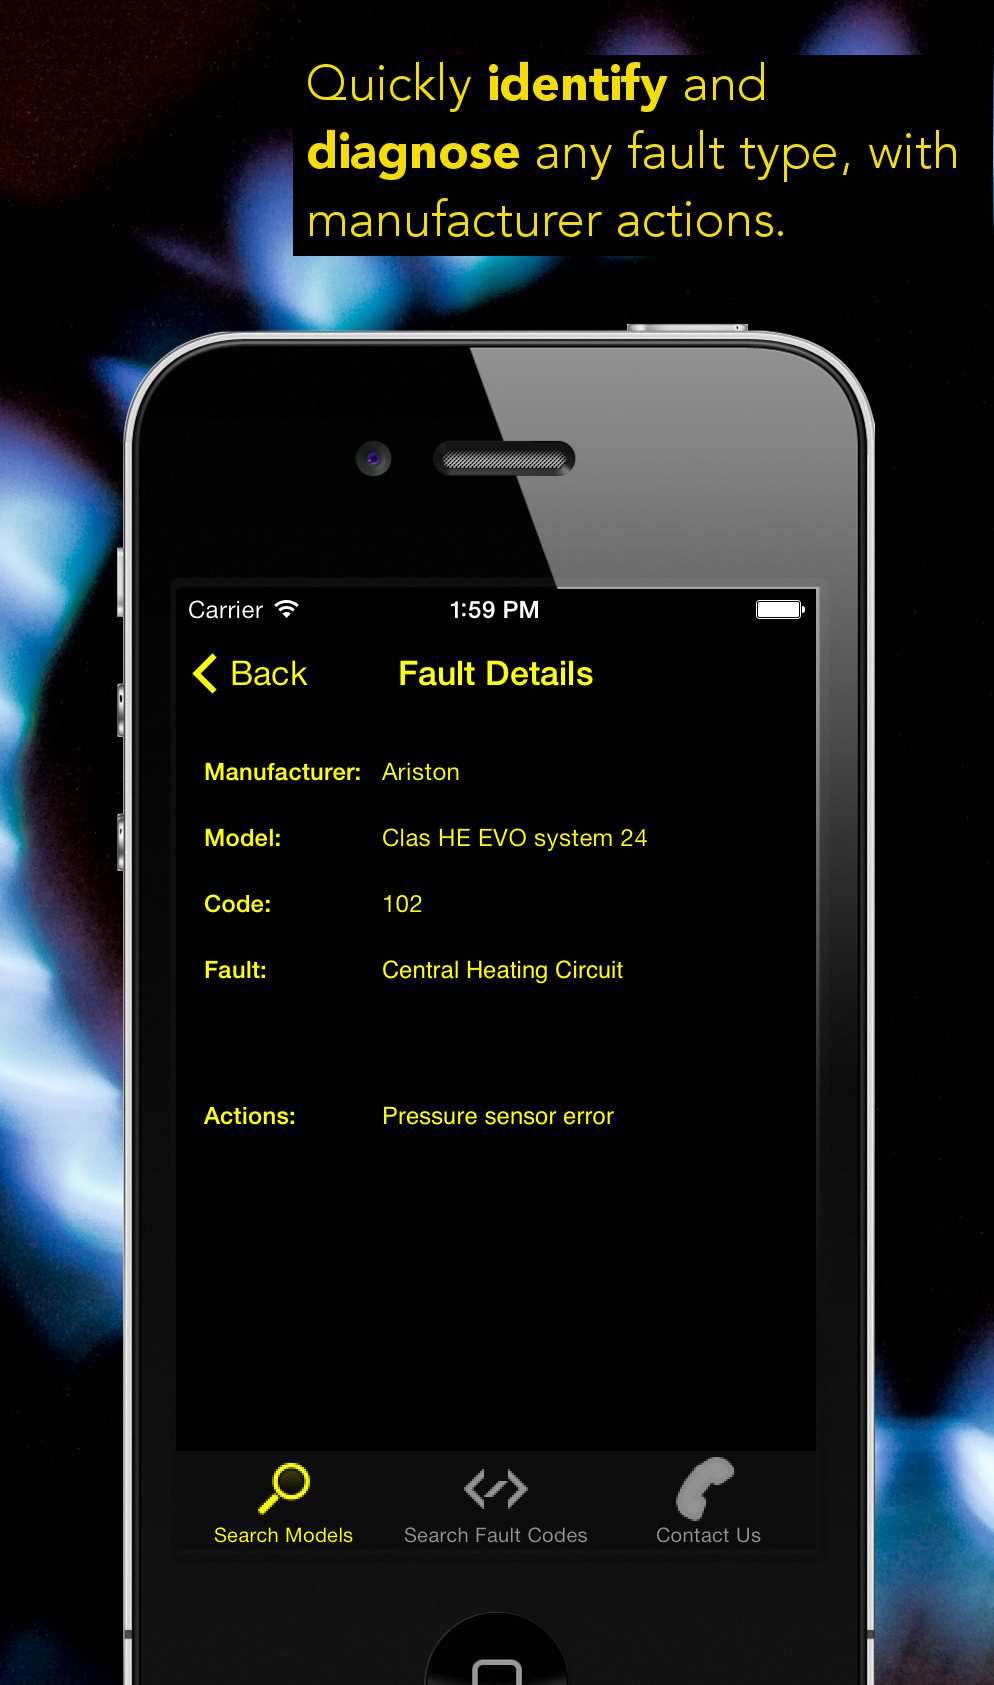 Quickly identify and
diagnose any fault type, with
manufacturer actions.
Carrier 1:59 PM
Back Fault Details
Manufacturer: Ariston
Model: Clas HE EVO system 24
Code: 102
Fault: Central Heating Circuit
Actions: Pressure sensor error
Search Models Search Fault Codes Contact Us